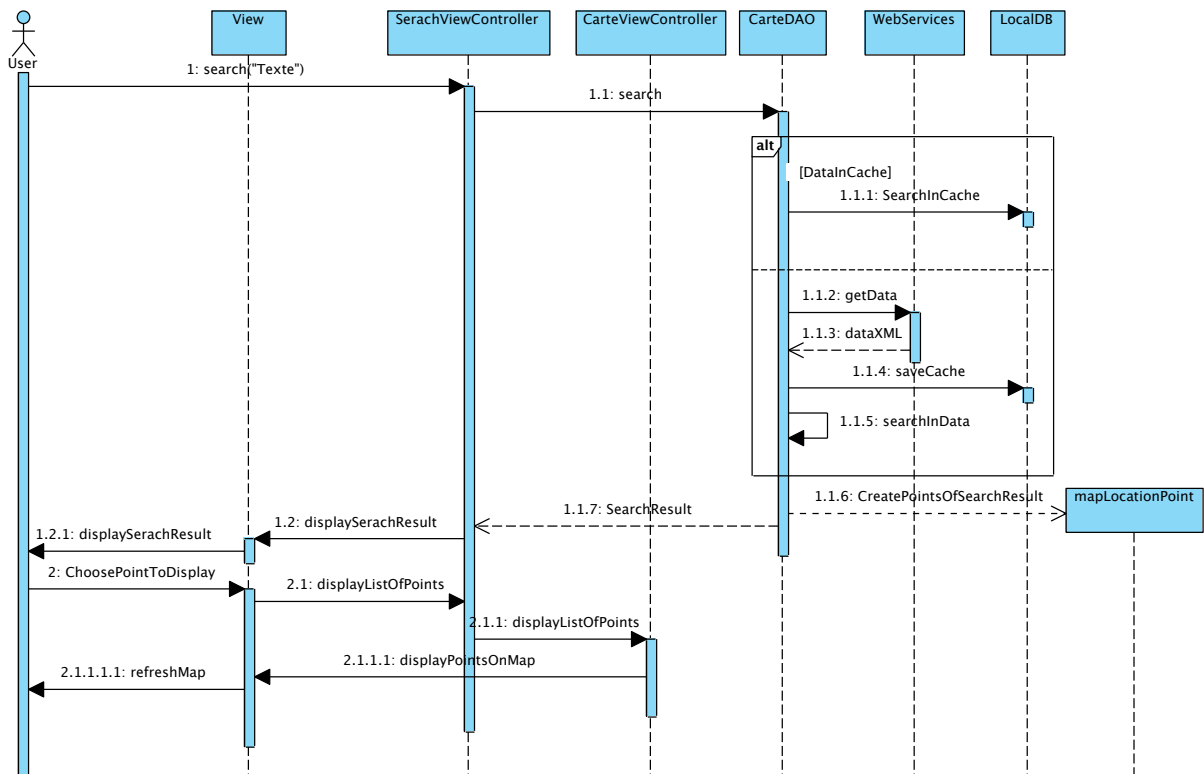 View
SerachViewController
CarteViewController
CarteDAO
WebServices
LocalDB
User
1: search("Texte")
1.1: search
alt
[DataInCache]
1.1.1: SearchInCache
1.1.2: getData
1.1.3: dataXML
1.1.4: saveCache
1.1.5: searchInData
1.1.6: CreatePointsOfSearchResult
mapLocationPoint
1.1.7: SearchResult
1.2: displaySerachResult
1.2.1: displaySerachResult
2: ChoosePointToDisplay
2.1: displayListOfPoints
2.1.1: displayListOfPoints
2.1.1.1: displayPointsOnMap
2.1.1.1.1: refreshMap